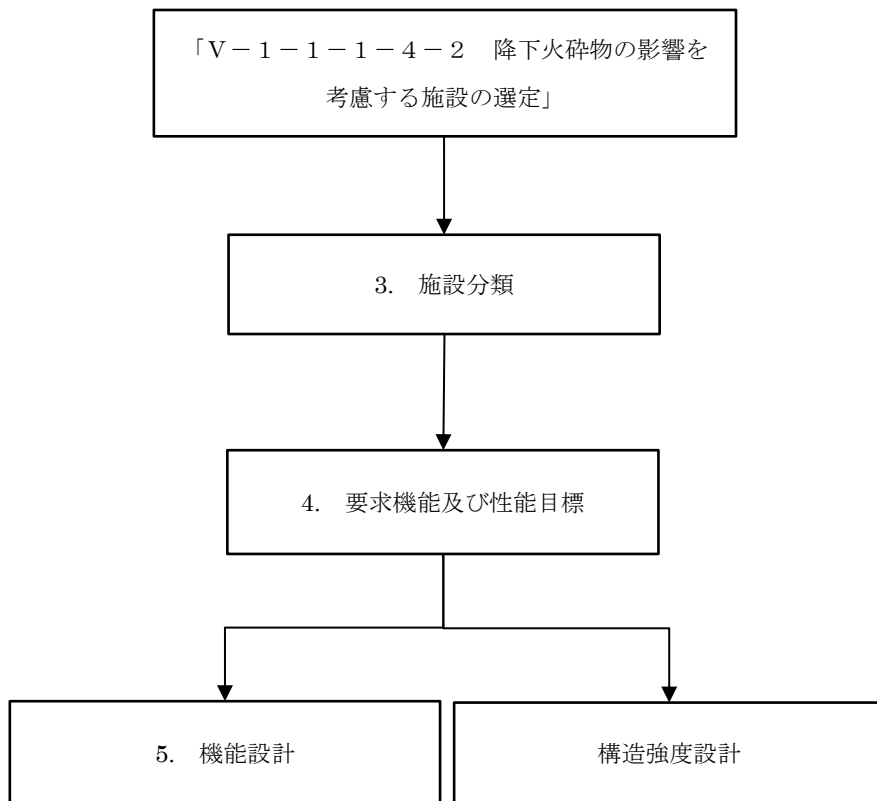 「Ⅴ－１－１－１－４－２　降下火砕物の影響を
考慮する施設の選定」
3.　施設分類
4.　要求機能及び性能目標
5.　機能設計
構造強度設計